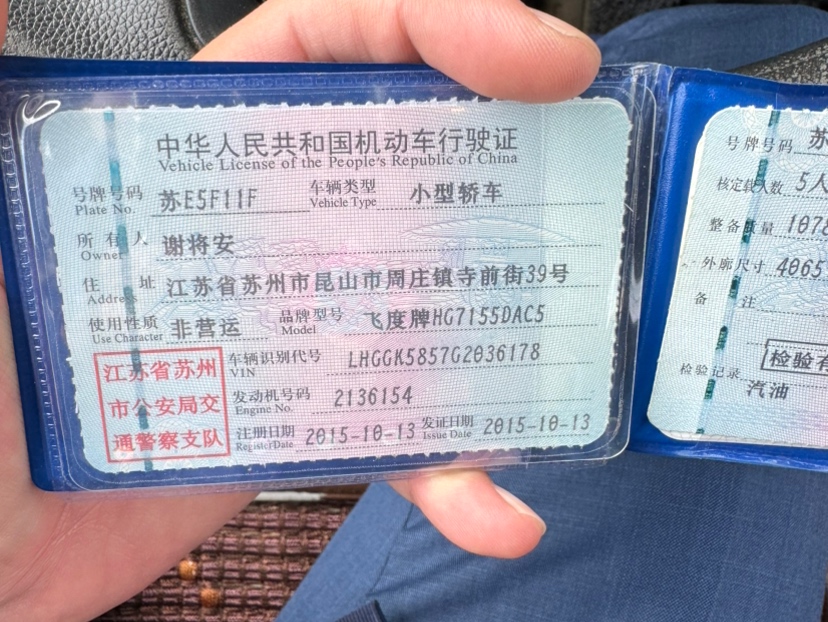 中华人民共和国机动车行驶证
Vehicle License of the People's Republic of China
号牌号码 苏E5F11F 车辆类型 小型轿车
Plate No. Vehicle Type
所有人 谢将安
Owner
住址 江苏省苏州市昆山市周庄镇寺前街39号
Address
使用性质 非营运 品牌型号 飞度牌HG7155DAC5
Use Character Model
江苏省苏州
市公安局交
通警察支队
车辆识别代号 LHGGK5857G2036178
VIN
发动机号码 2136154
Engine No.
注册日期 2015-10-13 发证日期 2015-10-13
Register Date Issue Date
号牌号码 苏
核定载人数 5人
整备质量 1078
外廓尺寸 4065
备注
检验记录 检验有
汽油